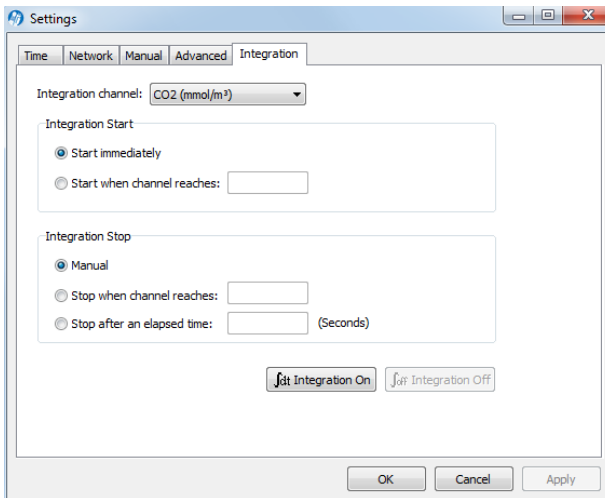 Settings
Time Network Manual Advanced Integration
Integration channel: CO2 (mmol/m³)
Integration Start
Start immediately
Start when channel reaches:
Integration Stop
Manual
Stop when channel reaches:
Stop after an elapsed time: (Seconds)
∫dt Integration On ∫off Integration Off
OK Cancel Apply